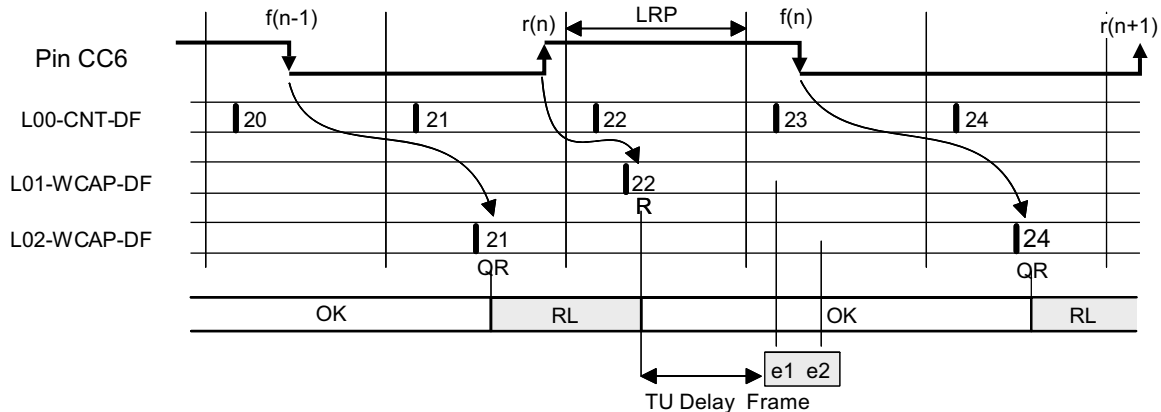 f(n-1) r(n) LRP f(n) r(n+1)
Pin CC6
L00-CNT-DF 20 21 22 23 24
L01-WCAP-DF 22
R
L02-WCAP-DF 21 24
QR QR
OK RL OK RL
e1 e2
TU Delay Frame